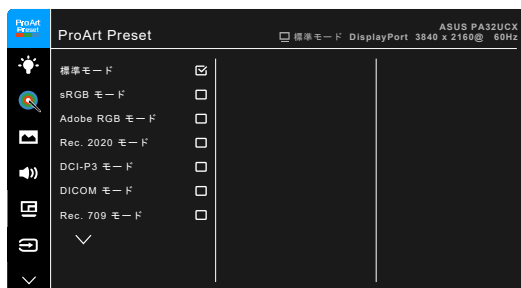 ProArt
Preset
ProArt Preset
ASUS PA32UCX
標準モード DisplayPort 3840 x 2160@ 60Hz
標準モード
sRGB モード
Adobe RGB モード
Rec. 2020 モード
DCI-P3 モード
DICOM モード
Rec. 709 モード